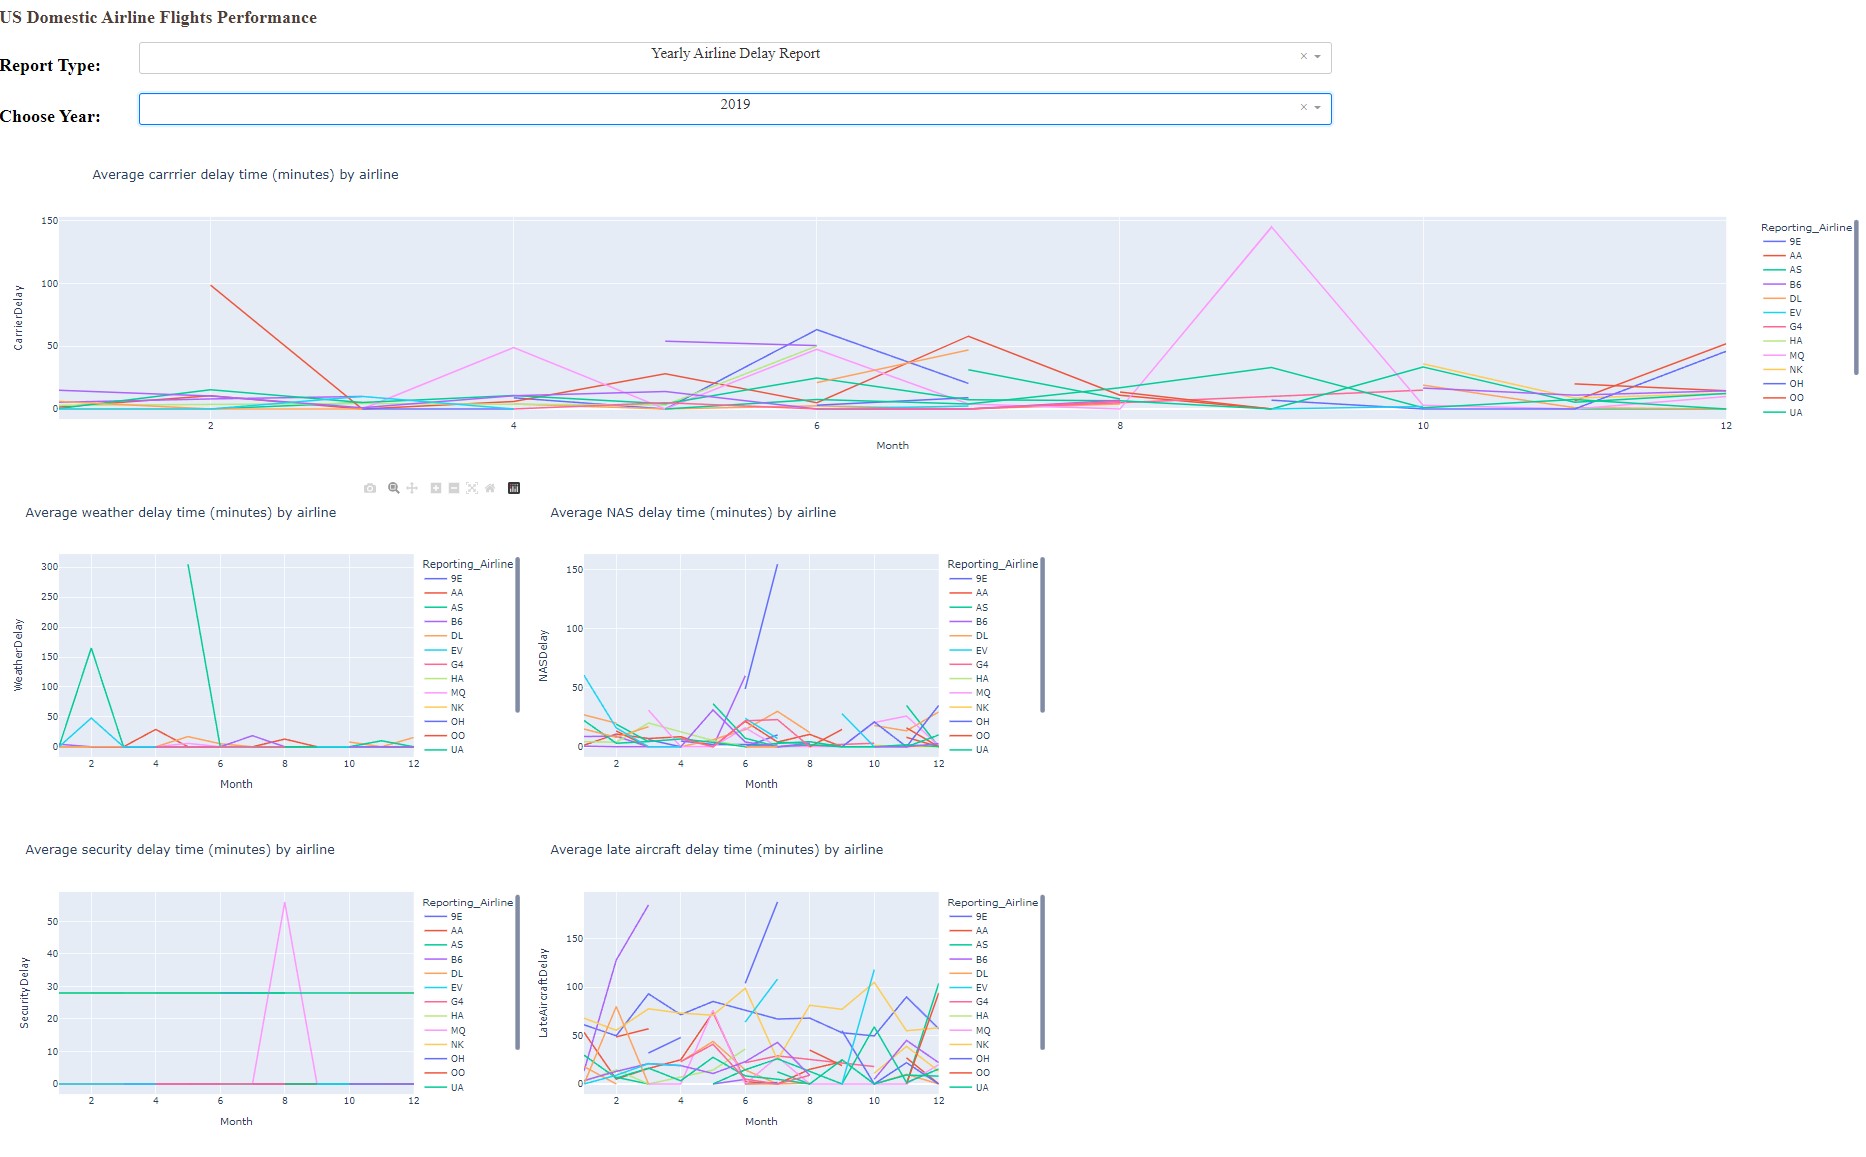 US Domestic Airline Flights Performance
Report Type:
Yearly Airline Delay Report
× 
Choose Year:
2019
×
Average carrrier delay time (minutes) by airline
CarrierDelay
150
100
50
0
2 4 6 8 10 12
Month
Reporting_Airline
9E
AA
AS
B6
DL
EV
G4
HA
MQ
NK
OH
OO
UA
Average weather delay time (minutes) by airline
WeatherDelay
300
250
200
150
100
50
0
2 4 6 8 10 12
Month
Reporting_Airline
9E
AA
AS
B6
DL
EV
G4
HA
MQ
NK
OH
OO
UA
Average NAS delay time (minutes) by airline
NASDelay
150
100
50
0
2 4 6 8 10 12
Month
Reporting_Airline
9E
AA
AS
B6
DL
EV
G4
HA
MQ
NK
OH
OO
UA
Average security delay time (minutes) by airline
SecurityDelay
50
40
30
20
10
0
2 4 6 8 10 12
Month
Reporting_Airline
9E
AA
AS
B6
DL
EV
G4
HA
MQ
NK
OH
OO
UA
Average late aircraft delay time (minutes) by airline
LateAircraftDelay
150
100
50
0
2 4 6 8 10 12
Month
Reporting_Airline
9E
AA
AS
B6
DL
EV
G4
HA
MQ
NK
OH
OO
UA